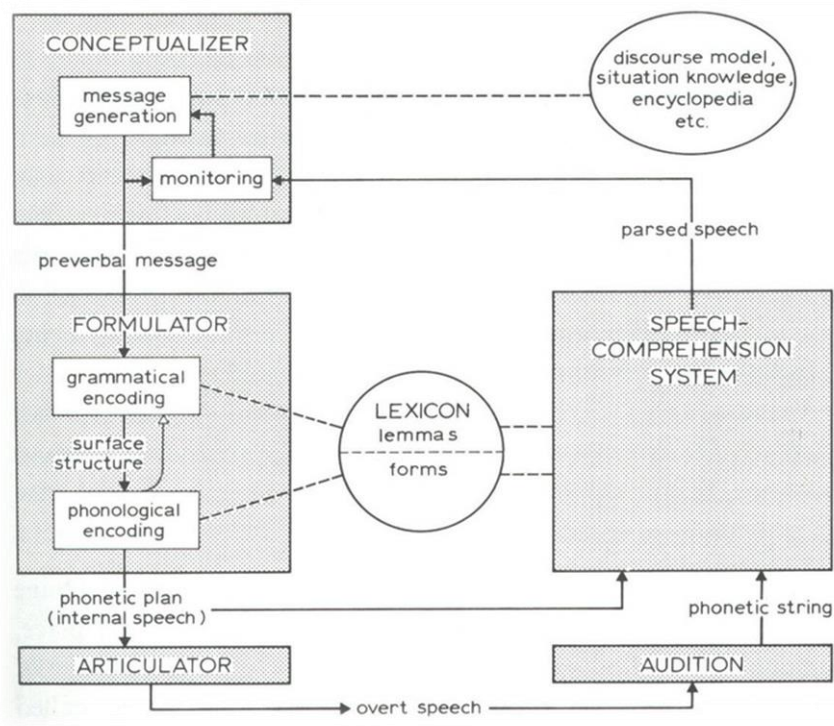 CONCEPTUALIZER
message
generation
monitoring
discourse model,
situation knowledge,
encyclopedia
etc.
parsed speech
preverbal message
FORMULATOR
grammatical
encoding
surface
structure
phonological
encoding
LEXICON
lemmas
forms
SPEECH-
COMPREHENSION
SYSTEM
phonetic plan
(internal speech)
phonetic string
ARTICULATOR
AUDITION
overt speech